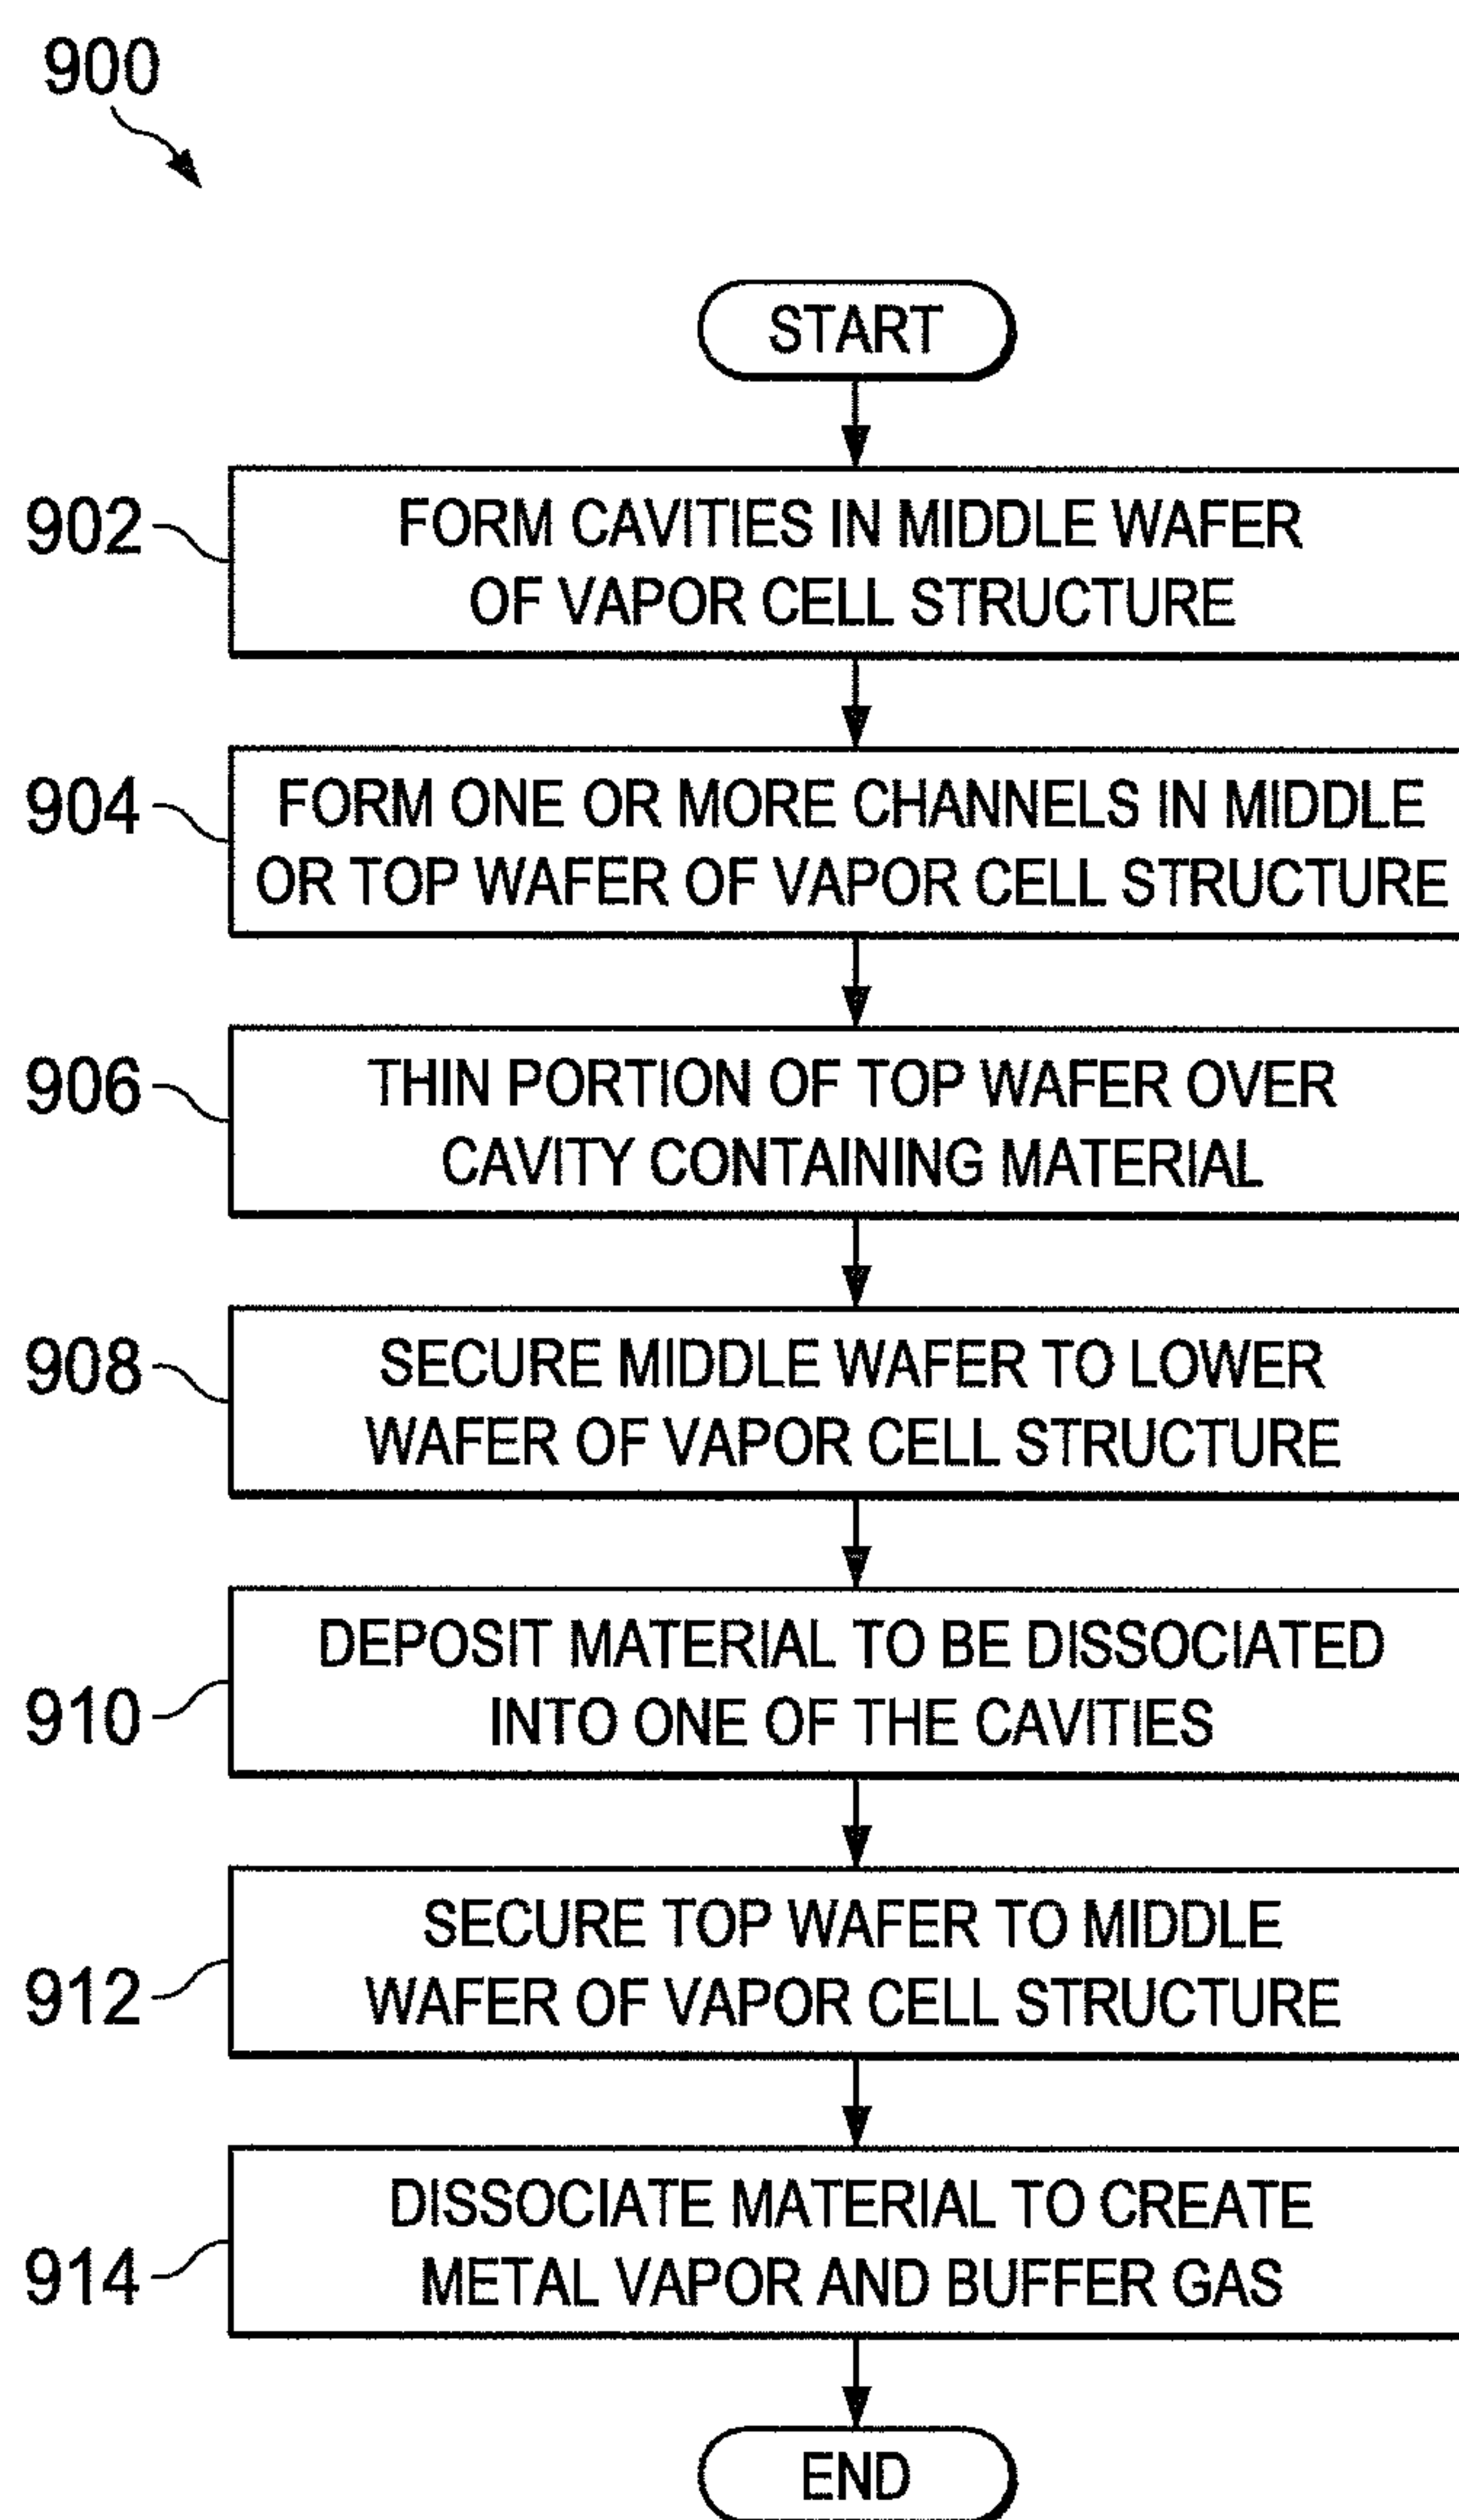 900
START
902
FORM CAVITIES IN MIDDLE WAFER
OF VAPOR CELL STRUCTURE
904
FORM ONE OR MORE CHANNELS IN MIDDLE
OR TOP WAFER OF VAPOR CELL STRUCTURE
906
THIN PORTION OF TOP WAFER OVER
CAVITY CONTAINING MATERIAL
908
SECURE MIDDLE WAFER TO LOWER
WAFER OF VAPOR CELL STRUCTURE
910
DEPOSIT MATERIAL TO BE DISSOCIATED
INTO ONE OF THE CAVITIES
912
SECURE TOP WAFER TO MIDDLE
WAFER OF VAPOR CELL STRUCTURE
914
DISSOCIATE MATERIAL TO CREATE
METAL VAPOR AND BUFFER GAS
END